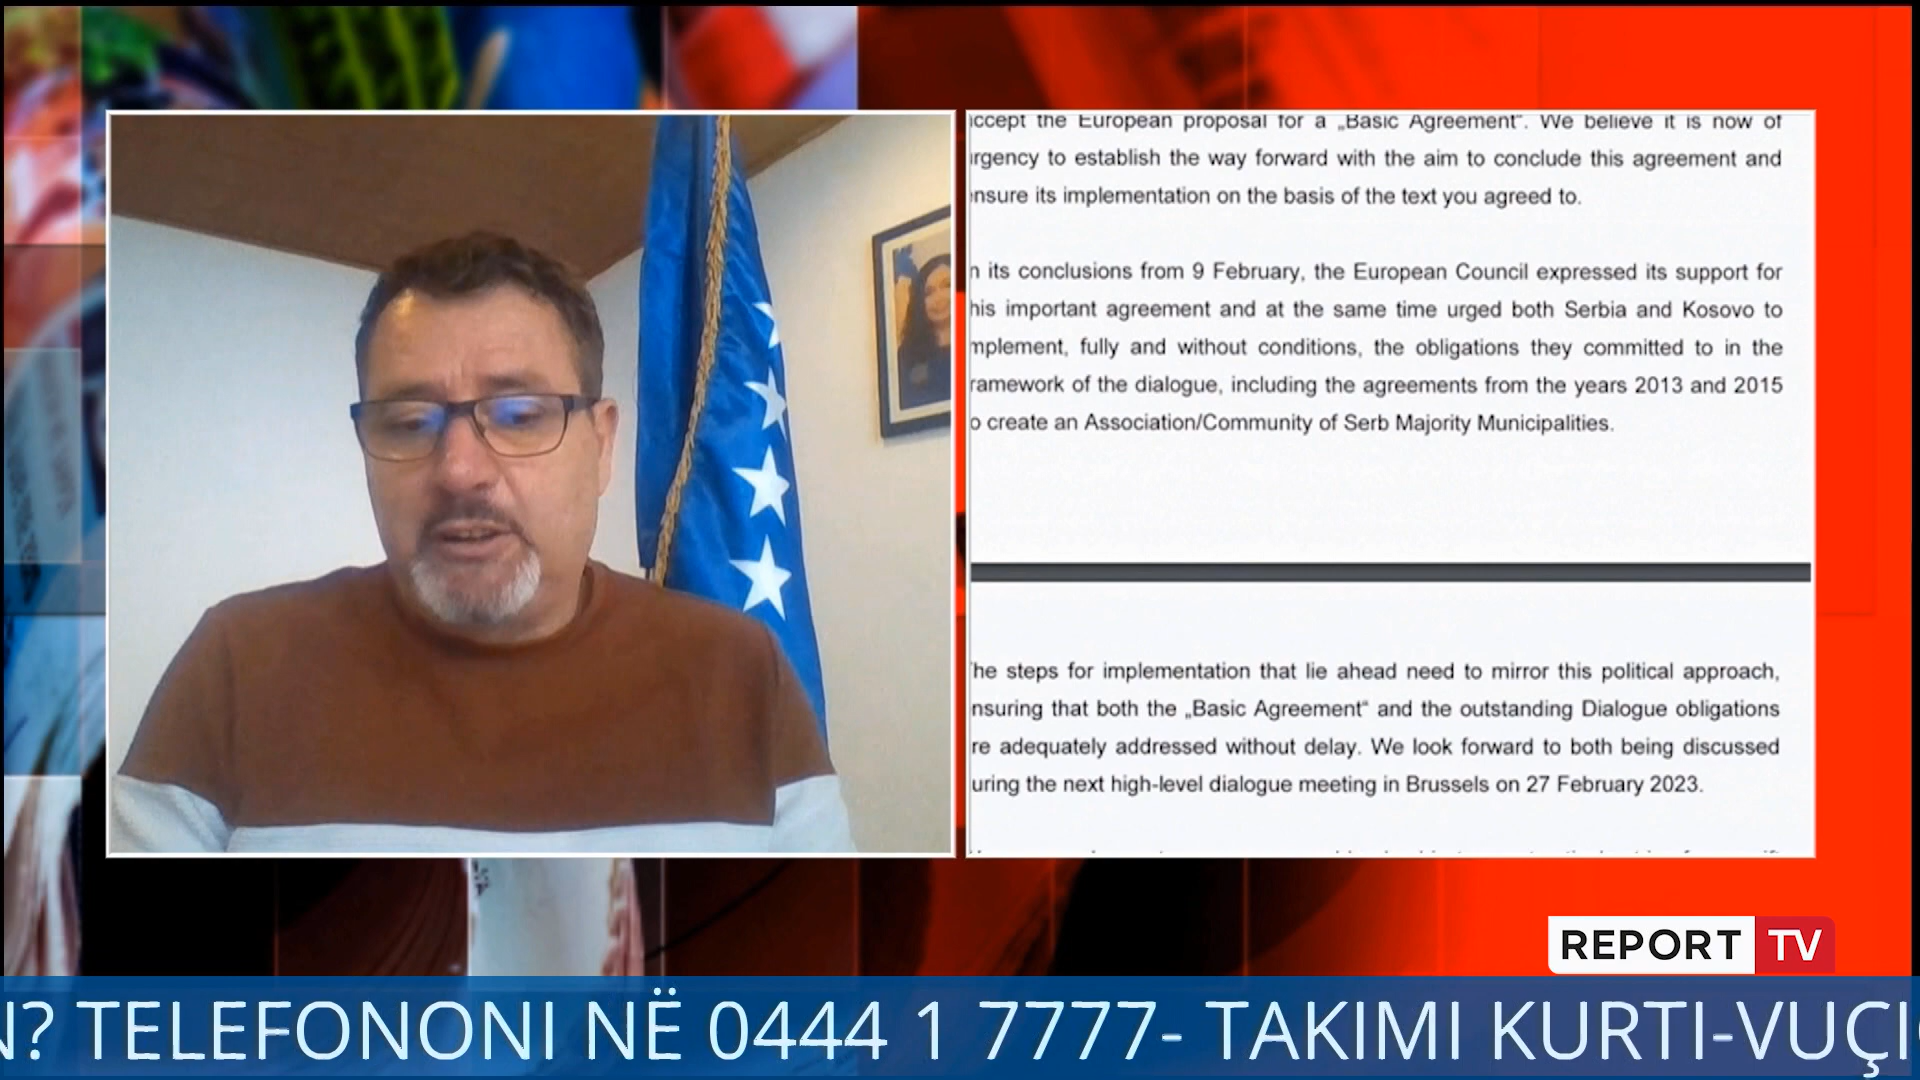 accept the European proposal for a „Basic Agreement“. We believe it is now of
urgency to establish the way forward with the aim to conclude this agreement and
nsure its implementation on the basis of the text you agreed to.
n its conclusions from 9 February, the European Council expressed its support for
his important agreement and at the same time urged both Serbia and Kosovo to
mplement, fully and without conditions, the obligations they committed to in the
ramework of the dialogue, including the agreements from the years 2013 and 2015
o create an Association/Community of Serb Majority Municipalities.
he steps for implementation that lie ahead need to mirror this political approach,
nsuring that both the „Basic Agreement“ and the outstanding Dialogue obligations
re adequately addressed without delay. We look forward to both being discussed
uring the next high-level dialogue meeting in Brussels on 27 February 2023.
REPORT TV
N? TELEFONONI NË 0444 1 7777- TAKIMI KURTI-VUÇI